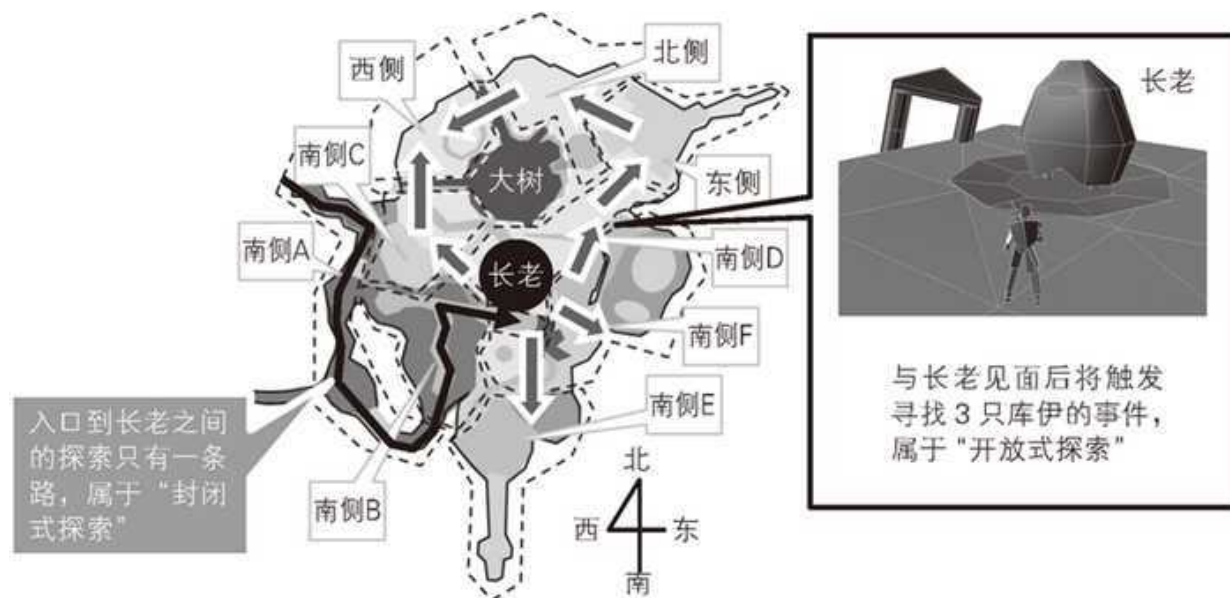 北侧
西侧
南侧C
大树
东侧
南侧A
长老
南侧D
南侧F
南侧E
南侧B
入口到长老之间
的探索只有一条
路，属于“封闭
式探索”
北
西
东
南
长老
与长老见面后将触发
寻找3只库伊的事件，
属于“开放式探索”